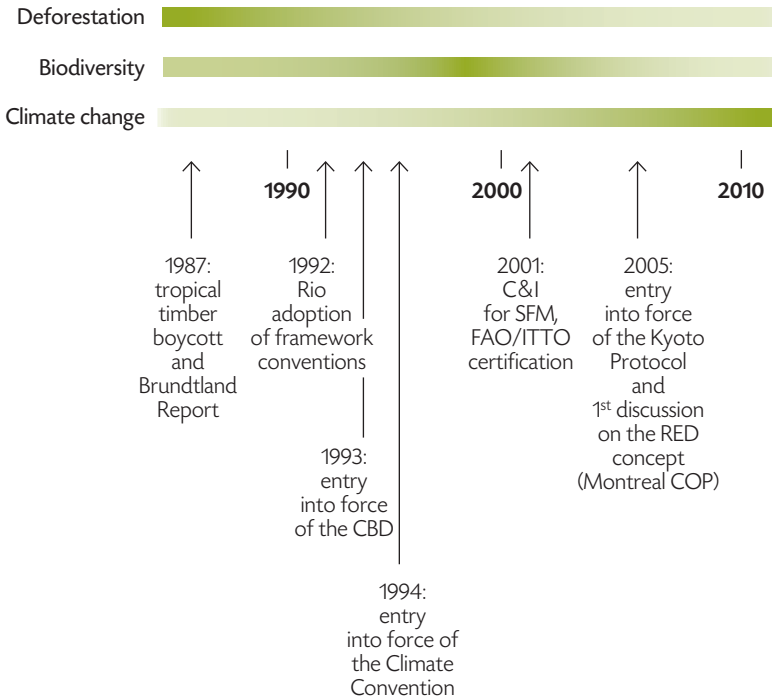 Deforestation
Biodiversity
Climate change
1990
2000
2010
1987:
tropical
timber
boycott
and
Brundtland
Report
1992:
Rio
adoption
of framework
conventions
1993:
entry
into force
of the CBD
1994:
entry
into force of
the Climate
Convention
2001:
C&I
for SFM,
FAO/ITTO
certification
2005:
entry
into force
of the Kyoto
Protocol
and
1st discussion
on the RED
concept
(Montreal COP)